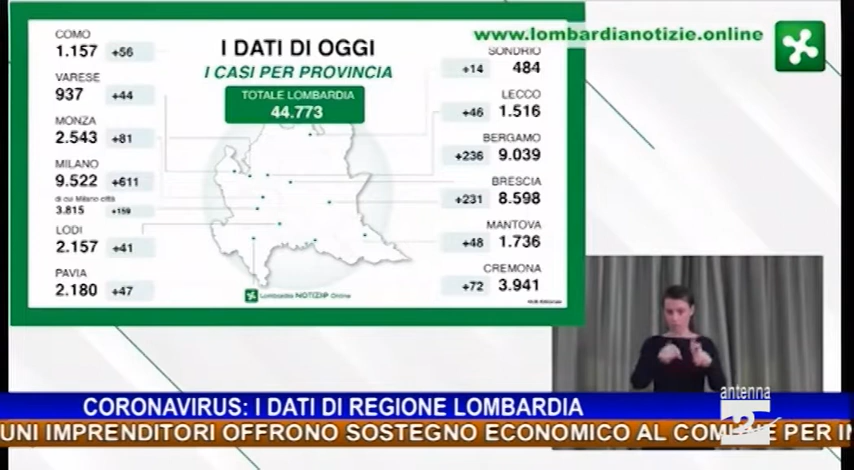 www.lombardianotizie.online
I DATI DI OGGI
I CASI PER PROVINCIA
TOTALE LOMBARDIA
44.773
COMO
1.157 +56
VARESE
937 +44
MONZA
2.543 +81
MILANO
9.522 +611
di cui Milano città
3.815 +159
LODI
2.157 +41
PAVIA
2.180 +47
SONDRIO
+14 484
LECCO
+46 1.516
BERGAMO
+236 9.039
BRESCIA
+231 8.598
MANTOVA
+48 1.736
CREMONA
+72 3.941
Lombardia NOTIZIE Online
antenna
2
CORONAVIRUS: I DATI DI REGIONE LOMBARDIA
UNI IMPRENDITORI OFFRONO SOSTEGNO ECONOMICO AL COMUNE PER IN